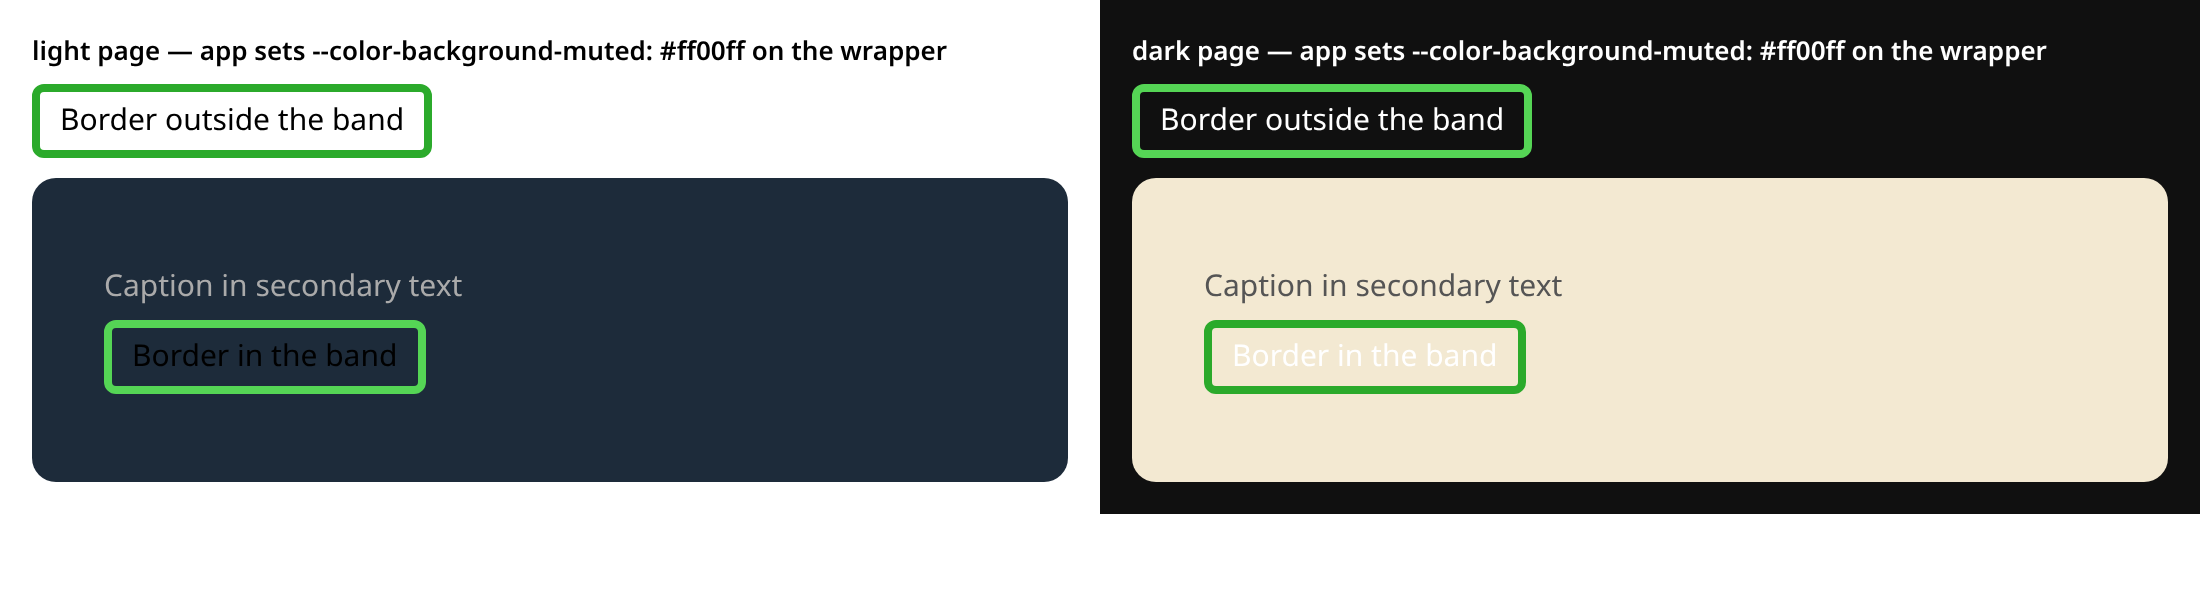 light page — app sets --color-background-muted: #ff00ff on the wrapper
Border outside the band
Caption in secondary text
Border in the band
dark page — app sets --color-background-muted: #ff00ff on the wrapper
Border outside the band
Caption in secondary text
Border in the band